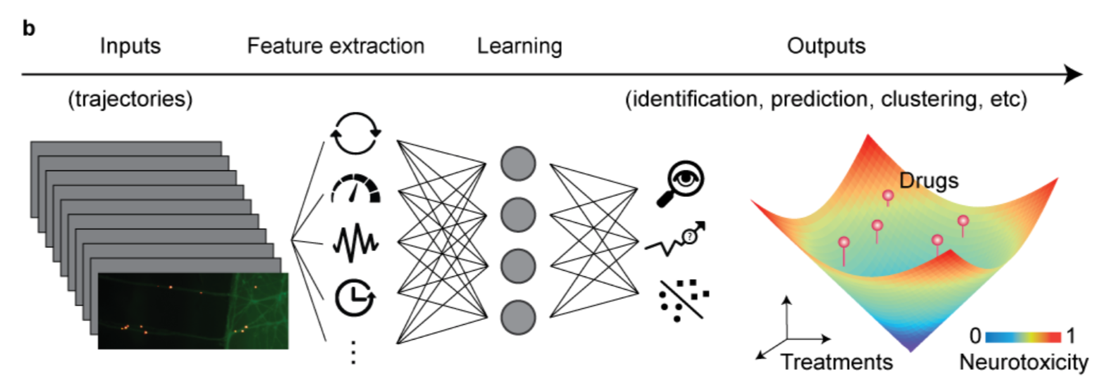 b
Inputs
Feature extraction
Learning
Outputs
(trajectories)
(identification, prediction, clustering, etc)
?
Drugs
Treatments
0
1
Neurotoxicity